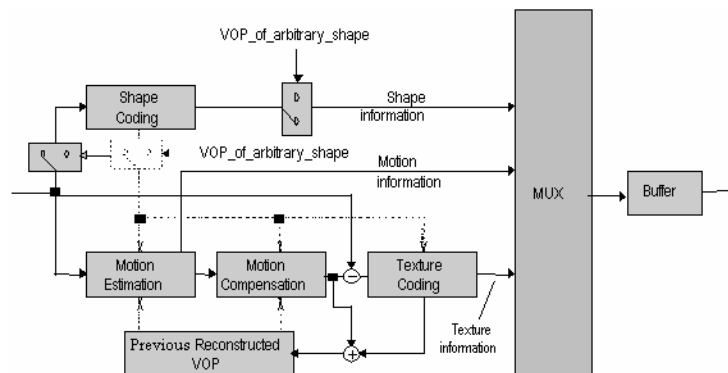 VOP_of_arbitrary_shape
Shape
Coding
Shape
information
VOP_of_arbitrary_shape
Motion
information
MUX
Buffer
Motion
Estimation
Motion
Compensation
Texture
Coding
Texture
information
Previous Reconstructed
VOP